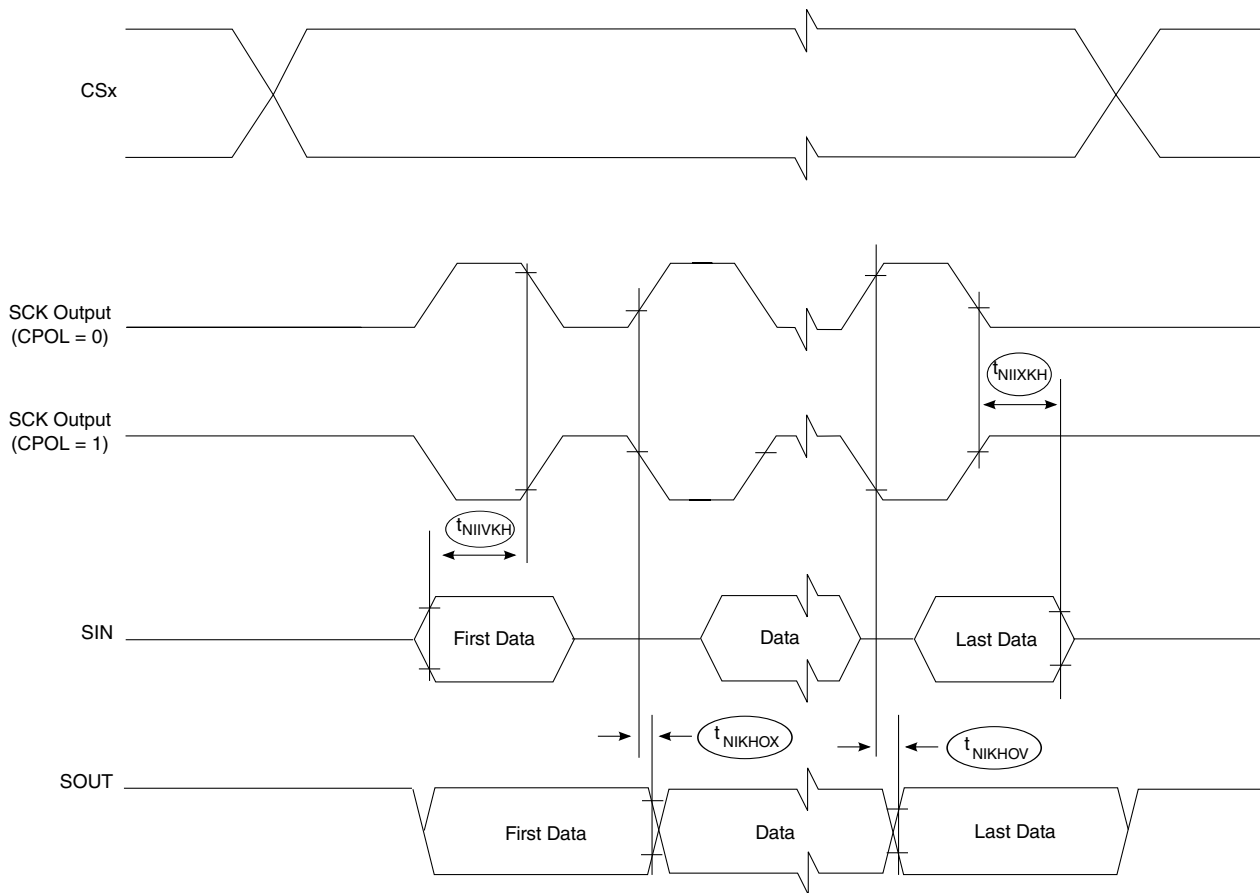 CSx
SCK Output
(CPOL = 0)
tNIIXKH
SCK Output
(CPOL = 1)
tNIIVKH
SIN
First Data
Data
Last Data
tNIKHOX
tNIKHOV
SOUT
First Data
Data
Last Data